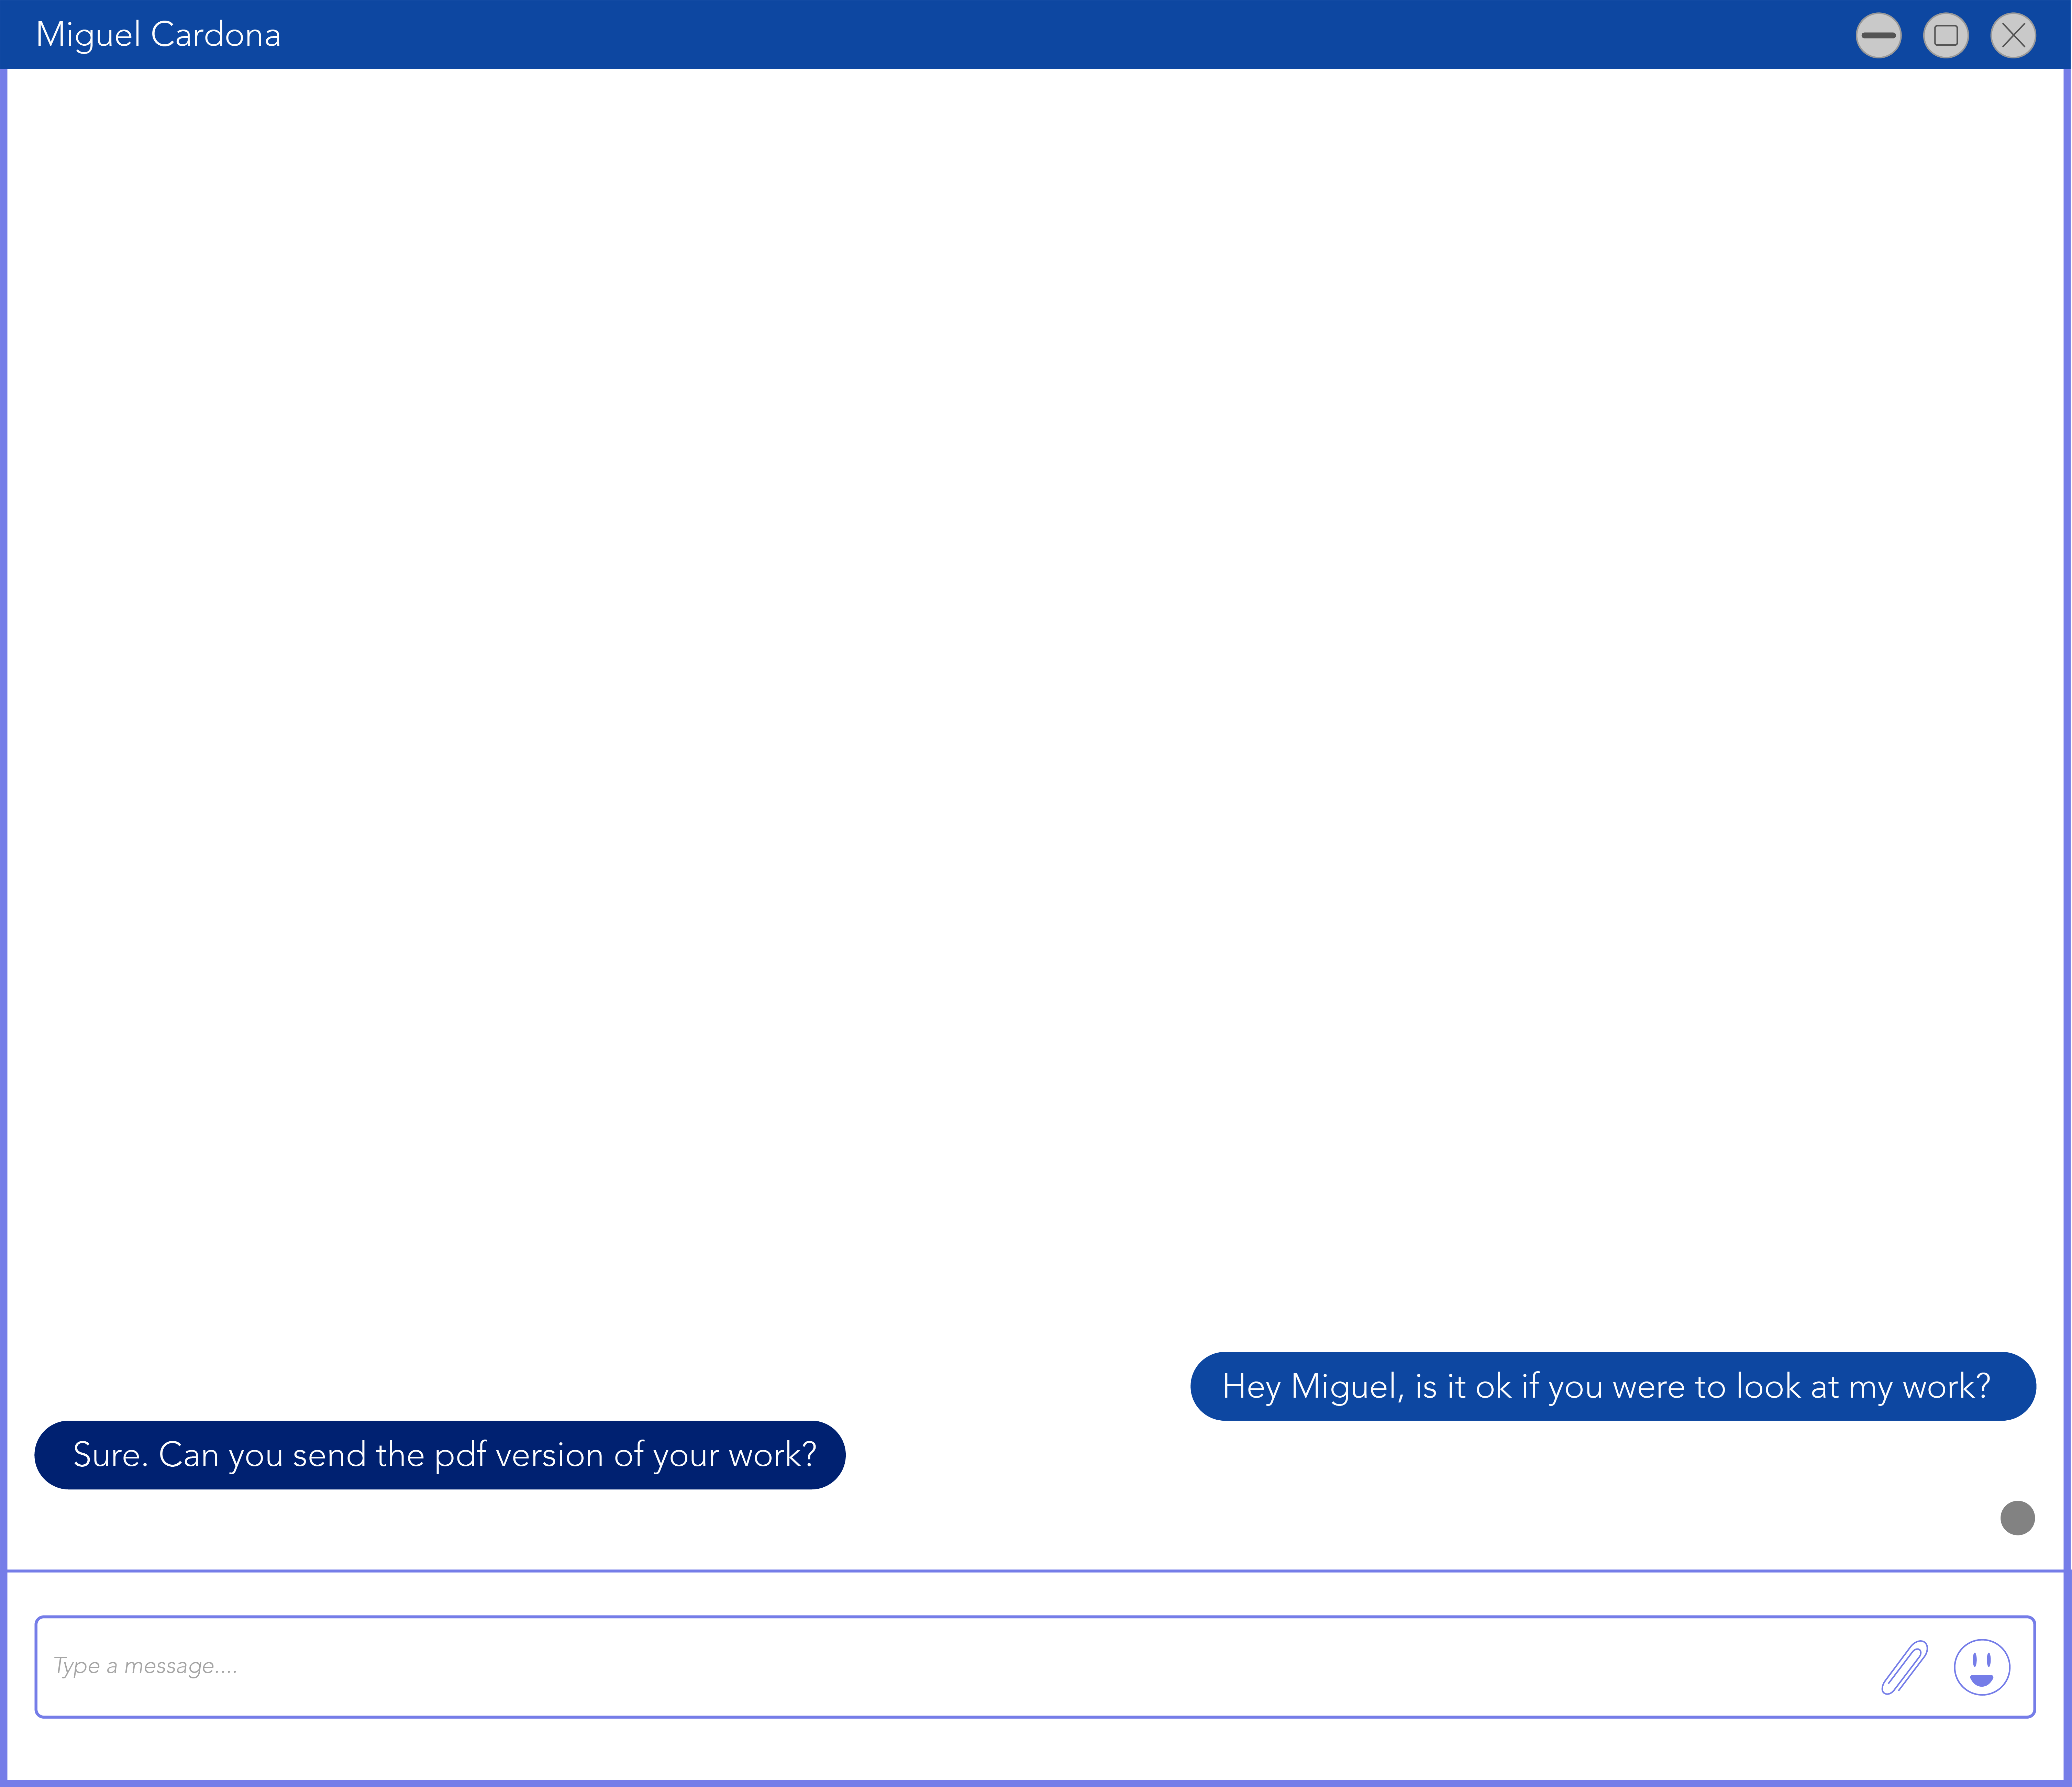 Miguel Cardona
Hey Miguel, is it ok if you were to look at my work?
Sure. Can you send the pdf version of your work?
Type a message....